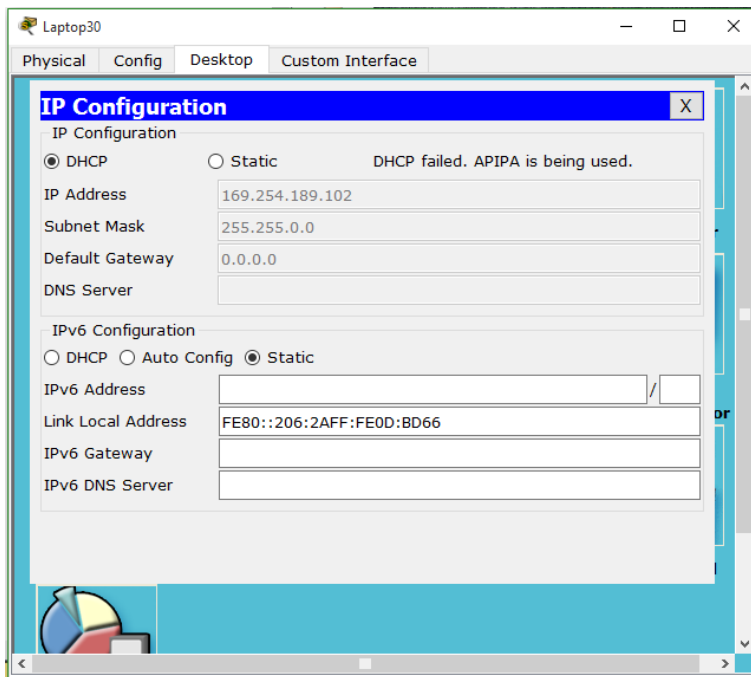 Laptop30
Physical Config Desktop Custom Interface
IP Configuration X
IP Configuration
DHCP Static DHCP failed. APIPA is being used.
IP Address 169.254.189.102
Subnet Mask 255.255.0.0
Default Gateway 0.0.0.0
DNS Server
IPv6 Configuration
DHCP Auto Config Static
IPv6 Address /
Link Local Address FE80::206:2AFF:FE0D:BD66
IPv6 Gateway
IPv6 DNS Server
or